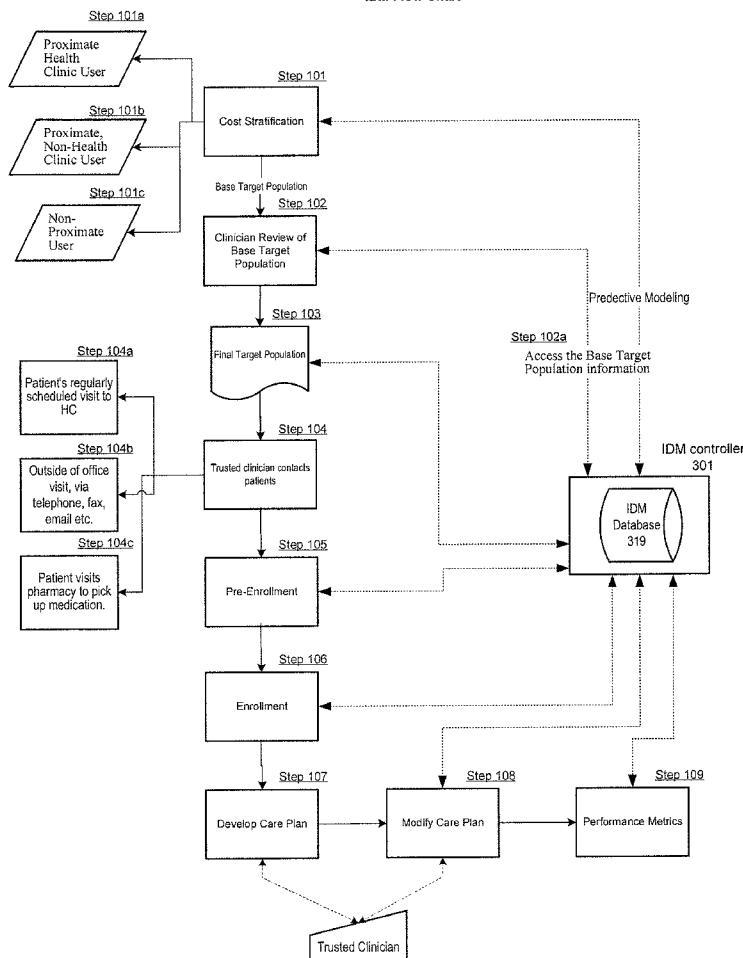 Step 101a
Proximate
Health
Clinic User
Step 101
Cost Stratification
Step 101b
Proximate,
Non-Health
Clinic User
Step 101c
Non-
Proximate
User
Base Target Population
Step 102
Clinician Review of
Base Target
Population
Predective Modeling
Step 103
Final Target Population
Step 102a
Access the Base Target
Population information
Step 104a
Patient's regularly
scheduled visit to
HC
Step 104
Trusted clinician contacts
patients
Step 104b
Outside of office
visit, via
telephone, fax,
email etc.
Step 104c
Patient visits
pharmacy to pick
up medication.
IDM controller
301
IDM
Database
319
Step 105
Pre-Enrollment
Step 106
Enrollment
Step 107
Develop Care Plan
Step 108
Modify Care Plan
Step 109
Performance Metrics
Trusted Clinician